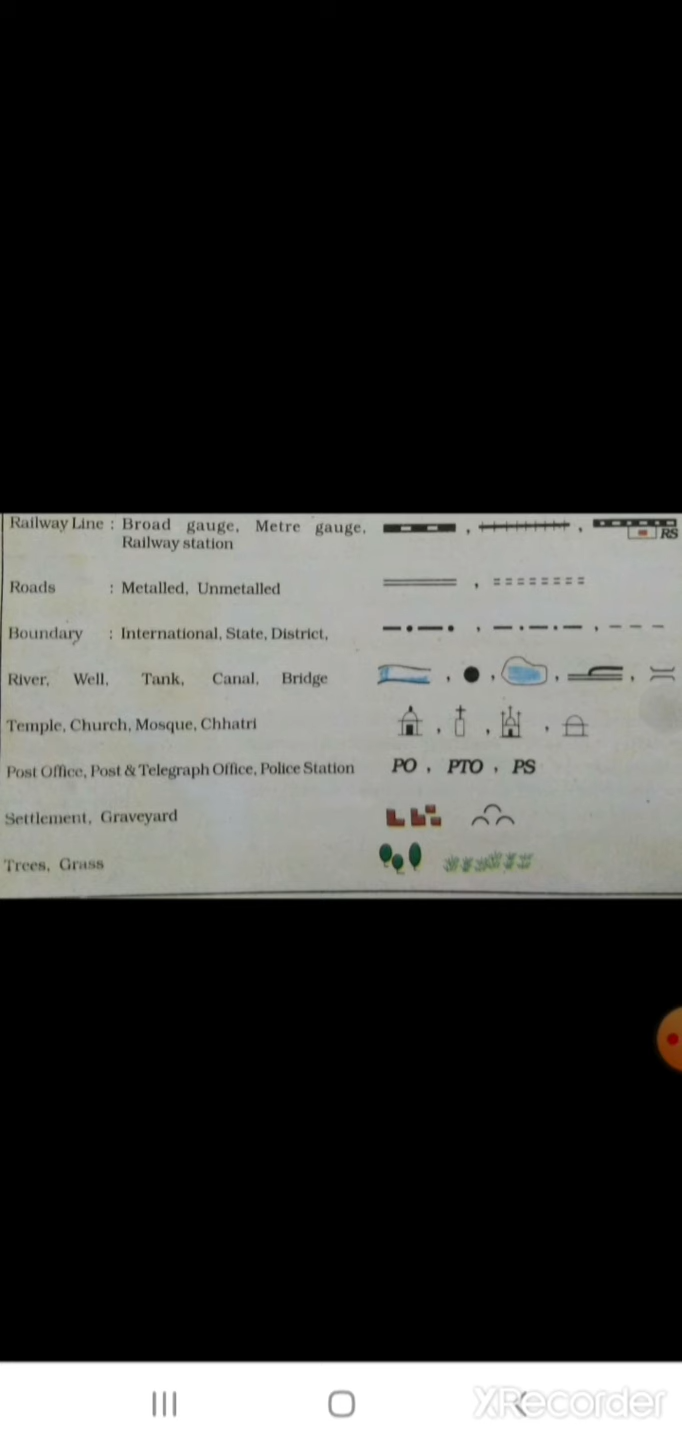 Railway Line : Broad gauge, Metre gauge, , ,
Railway station RS
Roads : Metalled, Unmetalled ,
Boundary : International, State, District, , ,
River, Well, Tank, Canal, Bridge , , , ,
Temple, Church, Mosque, Chhatri , , ,
Post Office, Post & Telegraph Office, Police Station PO , PTO , PS
Settlement, Graveyard
Trees, Grass
XRecorder